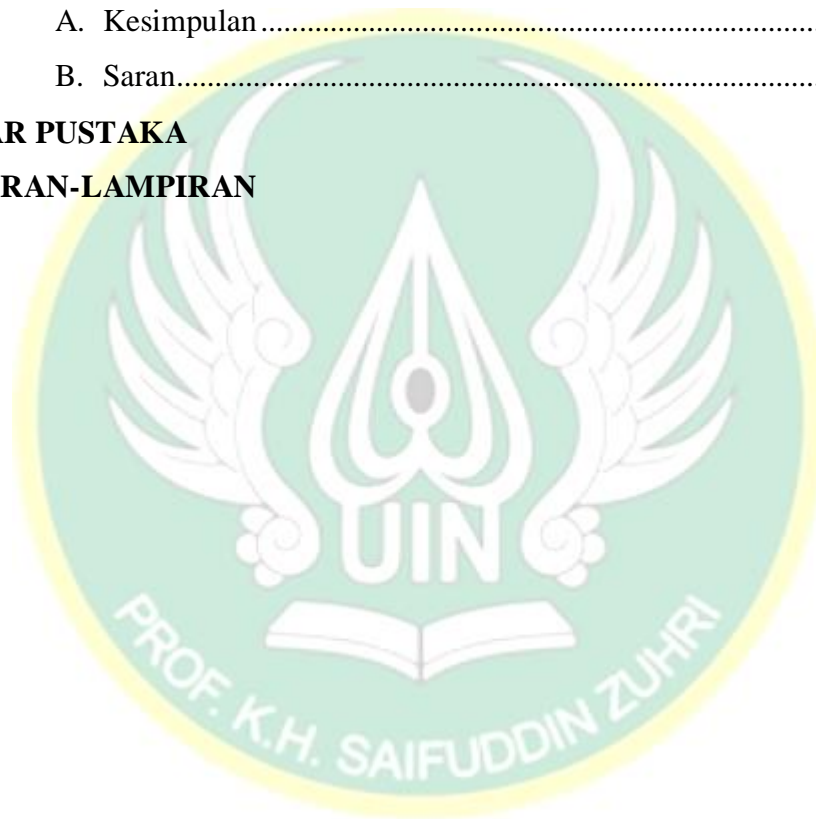 A. Kesimpulan........................................................................
B. Saran...................................................................................
AR PUSTAKA
RAN-LAMPIRAN
UIN
PROF. K.H. SAIFUDDIN ZUHRI